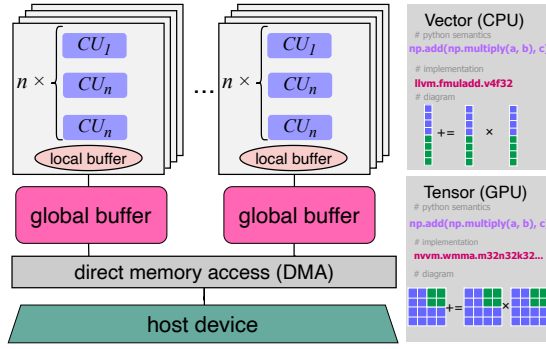 n × CU1
CUn
CUn
local buffer
...
n × CU1
CUn
CUn
local buffer
global buffer
global buffer
direct memory access (DMA)
host device
Vector (CPU)
# python semantics
np.add(np.multiply(a, b), c)
# implementation
llvm.fmuladd.v4f32
# diagram
+= ×
Tensor (GPU)
# python semantics
np.add(np.multiply(a, b), c)
# implementation
nvvm.wmma.m32n32k32...
# diagram
+= ×